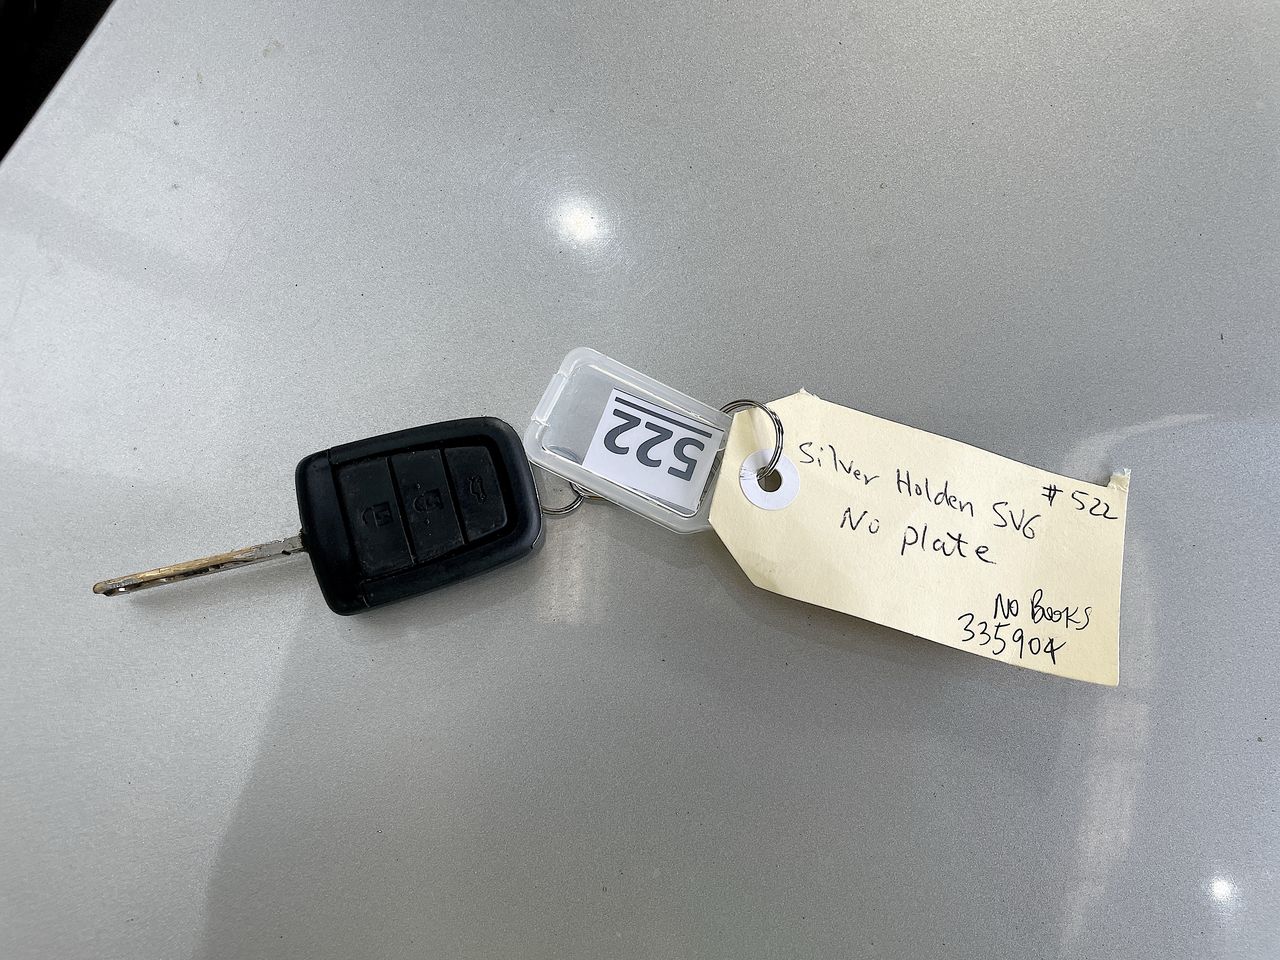 522
Silver Holden SV6 #522
No plate
No Books
335904